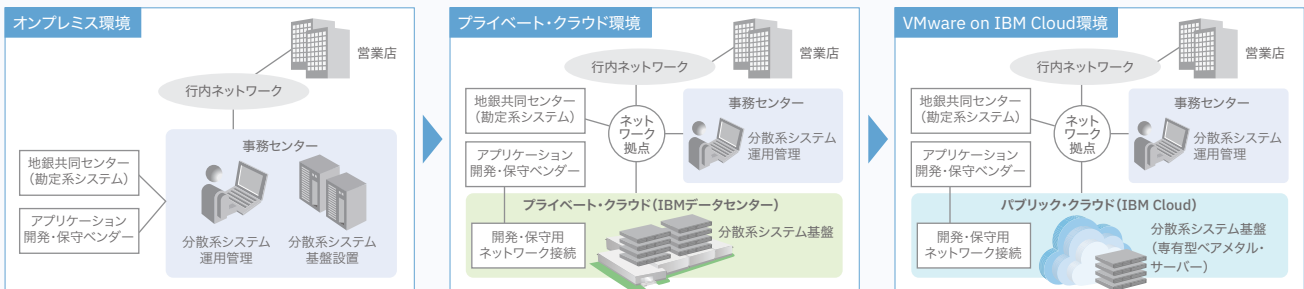 オンプレミス環境
営業店
行内ネットワーク
事務センター
地銀共同センター
（勘定系システム）
アプリケーション
開発・保守ベンダー
分散系システム
運用管理
分散系システム
基盤設置
プライベート・クラウド環境
営業店
行内ネットワーク
地銀共同センター
（勘定系システム）
ネット
ワーク
拠点
事務センター
分散系システム
運用管理
アプリケーション
開発・保守ベンダー
プライベート・クラウド（IBMデータセンター）
開発・保守用
ネットワーク接続
分散系システム基盤
VMware on IBM Cloud環境
営業店
行内ネットワーク
地銀共同センター
（勘定系システム）
ネット
ワーク
拠点
事務センター
分散系システム
運用管理
アプリケーション
開発・保守ベンダー
パブリック・クラウド（IBM Cloud）
開発・保守用
ネットワーク接続
分散系システム基盤
（専有型ベアメタル・
サーバー）